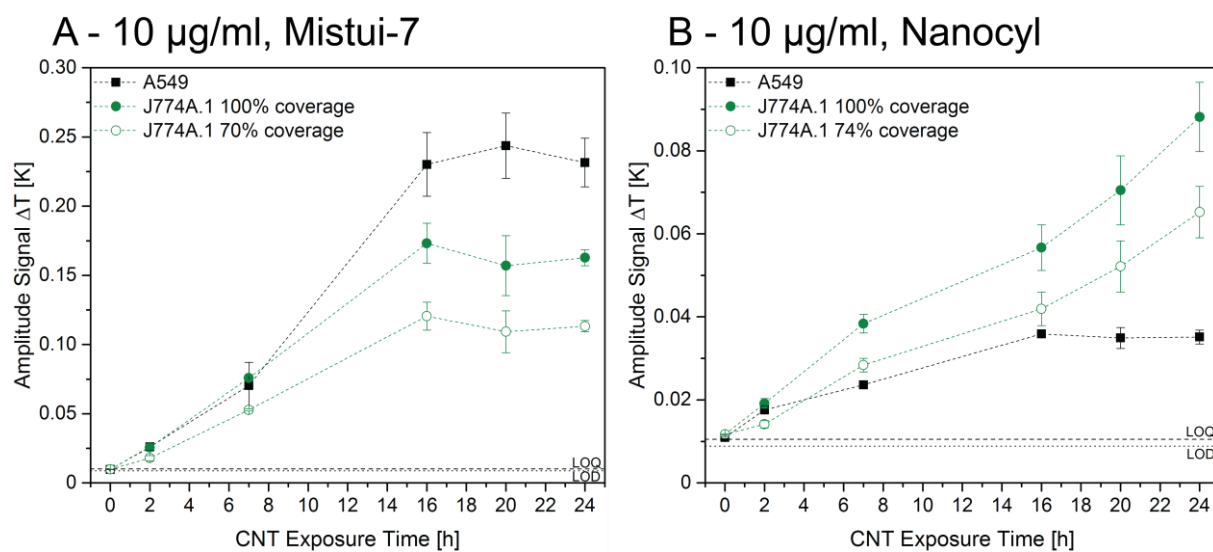 A - 10 µg/ml, Mistui-7
0.30
0.25
0.20
0.15
0.10
0.05
0
Amplitude Signal ΔT [K]
A549
J774A.1 100% coverage
J774A.1 70% coverage
LOQ
LOD
0 2 4 6 8 10 12 14 16 18 20 22 24
CNT Exposure Time [h]
B - 10 µg/ml, Nanocyl
0.10
0.08
0.06
0.04
0.02
0.00
Amplitude Signal ΔT [K]
A549
J774A.1 100% coverage
J774A.1 74% coverage
LOQ
LOD
0 2 4 6 8 10 12 14 16 18 20 22 24
CNT Exposure Time [h]